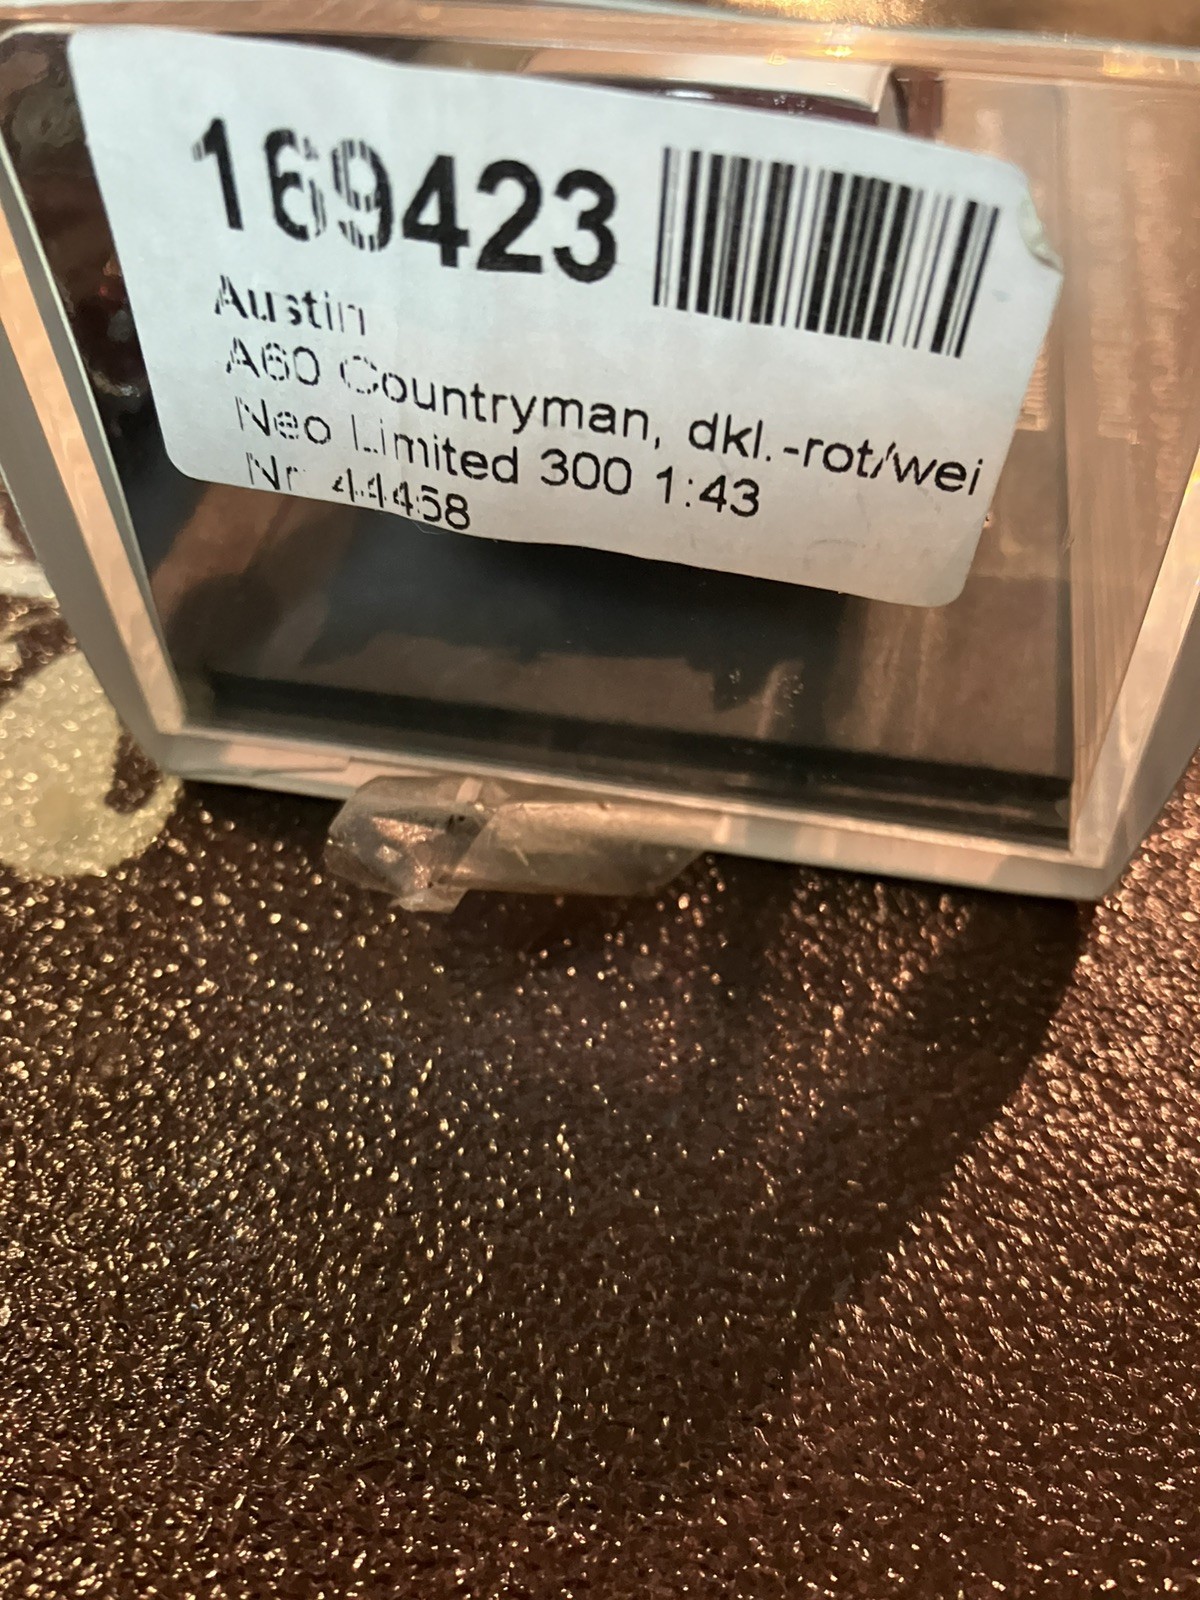 169423
Austin
A60 Countryman, dkl.-rot/wei
Neo Limited 300 1:43
Nr. 44458